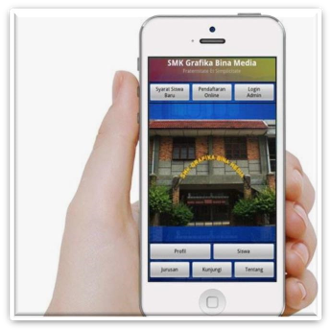 SMK Grafika Bina Media
Syarat Siswa Baru
Pendaftaran Online
Login Admin
SMK GRAFIKA BINA MEDIA
Profil
Siswa
Jurusan
Kunjungi
Tentang